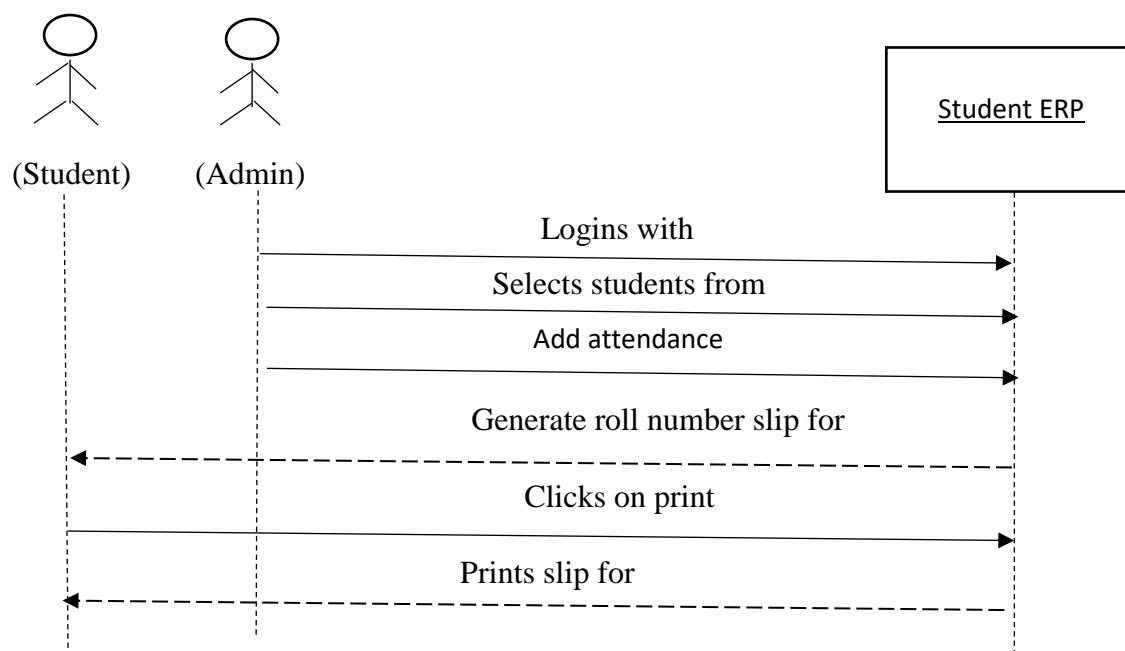 Student ERP
(Student)
(Admin)
Logins with
Selects students from
Add attendance
Generate roll number slip for
Clicks on print
Prints slip for